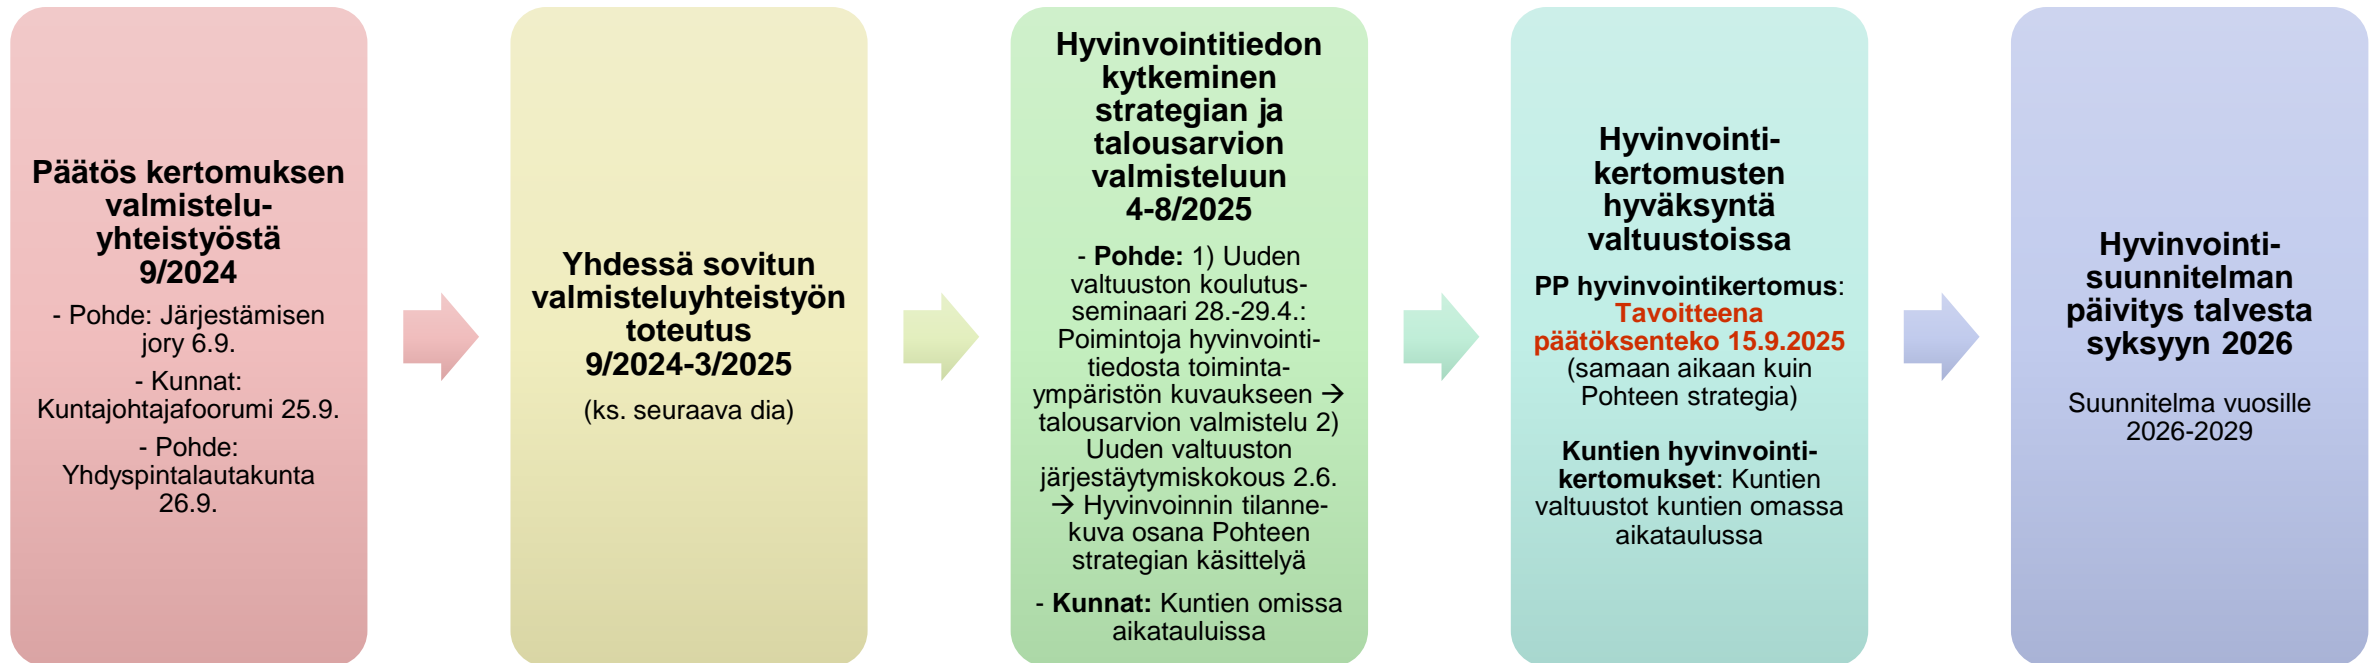 Päätös kertomuksen
valmistelu-
yhteistyöstä
9/2024
- Pohde: Järjestämisen
jory 6.9.
- Kunnat:
Kuntajohtajafoorumi 25.9.
- Pohde:
Yhdyspintalautakunta
26.9.
Yhdessä sovitun
valmisteluyhteistyön
toteutus
9/2024-3/2025
(ks. seuraava dia)
Hyvinvointitiedon
kytkeminen
strategian ja
talousarvion
valmisteluun
4-8/2025
- Pohde: 1) Uuden
valtuuston koulutus-
seminaari 28.-29.4.:
Poimintoja hyvinvointi-
tiedosta toiminta-
ympäristön kuvaukseen →
talousarvion valmistelu 2)
Uuden valtuuston
järjestäytymiskokous 2.6.
→ Hyvinvoinnin tilanne-
kuva osana Pohteen
strategian käsittelyä
- Kunnat: Kuntien omissa
aikatauluissa
Hyvinvointi-
kertomusten
hyväksyntä
valtuustoissa
PP hyvinvointikertomus:
Tavoitteena
päätöksenteko 15.9.2025
(samaan aikaan kuin
Pohteen strategia)
Kuntien hyvinvointi-
kertomukset: Kuntien
valtuustot kuntien omassa
aikataulussa
Hyvinvointi-
suunnitelman
päivitys talvesta
syksyyn 2026
Suunnitelma vuosille
2026-2029